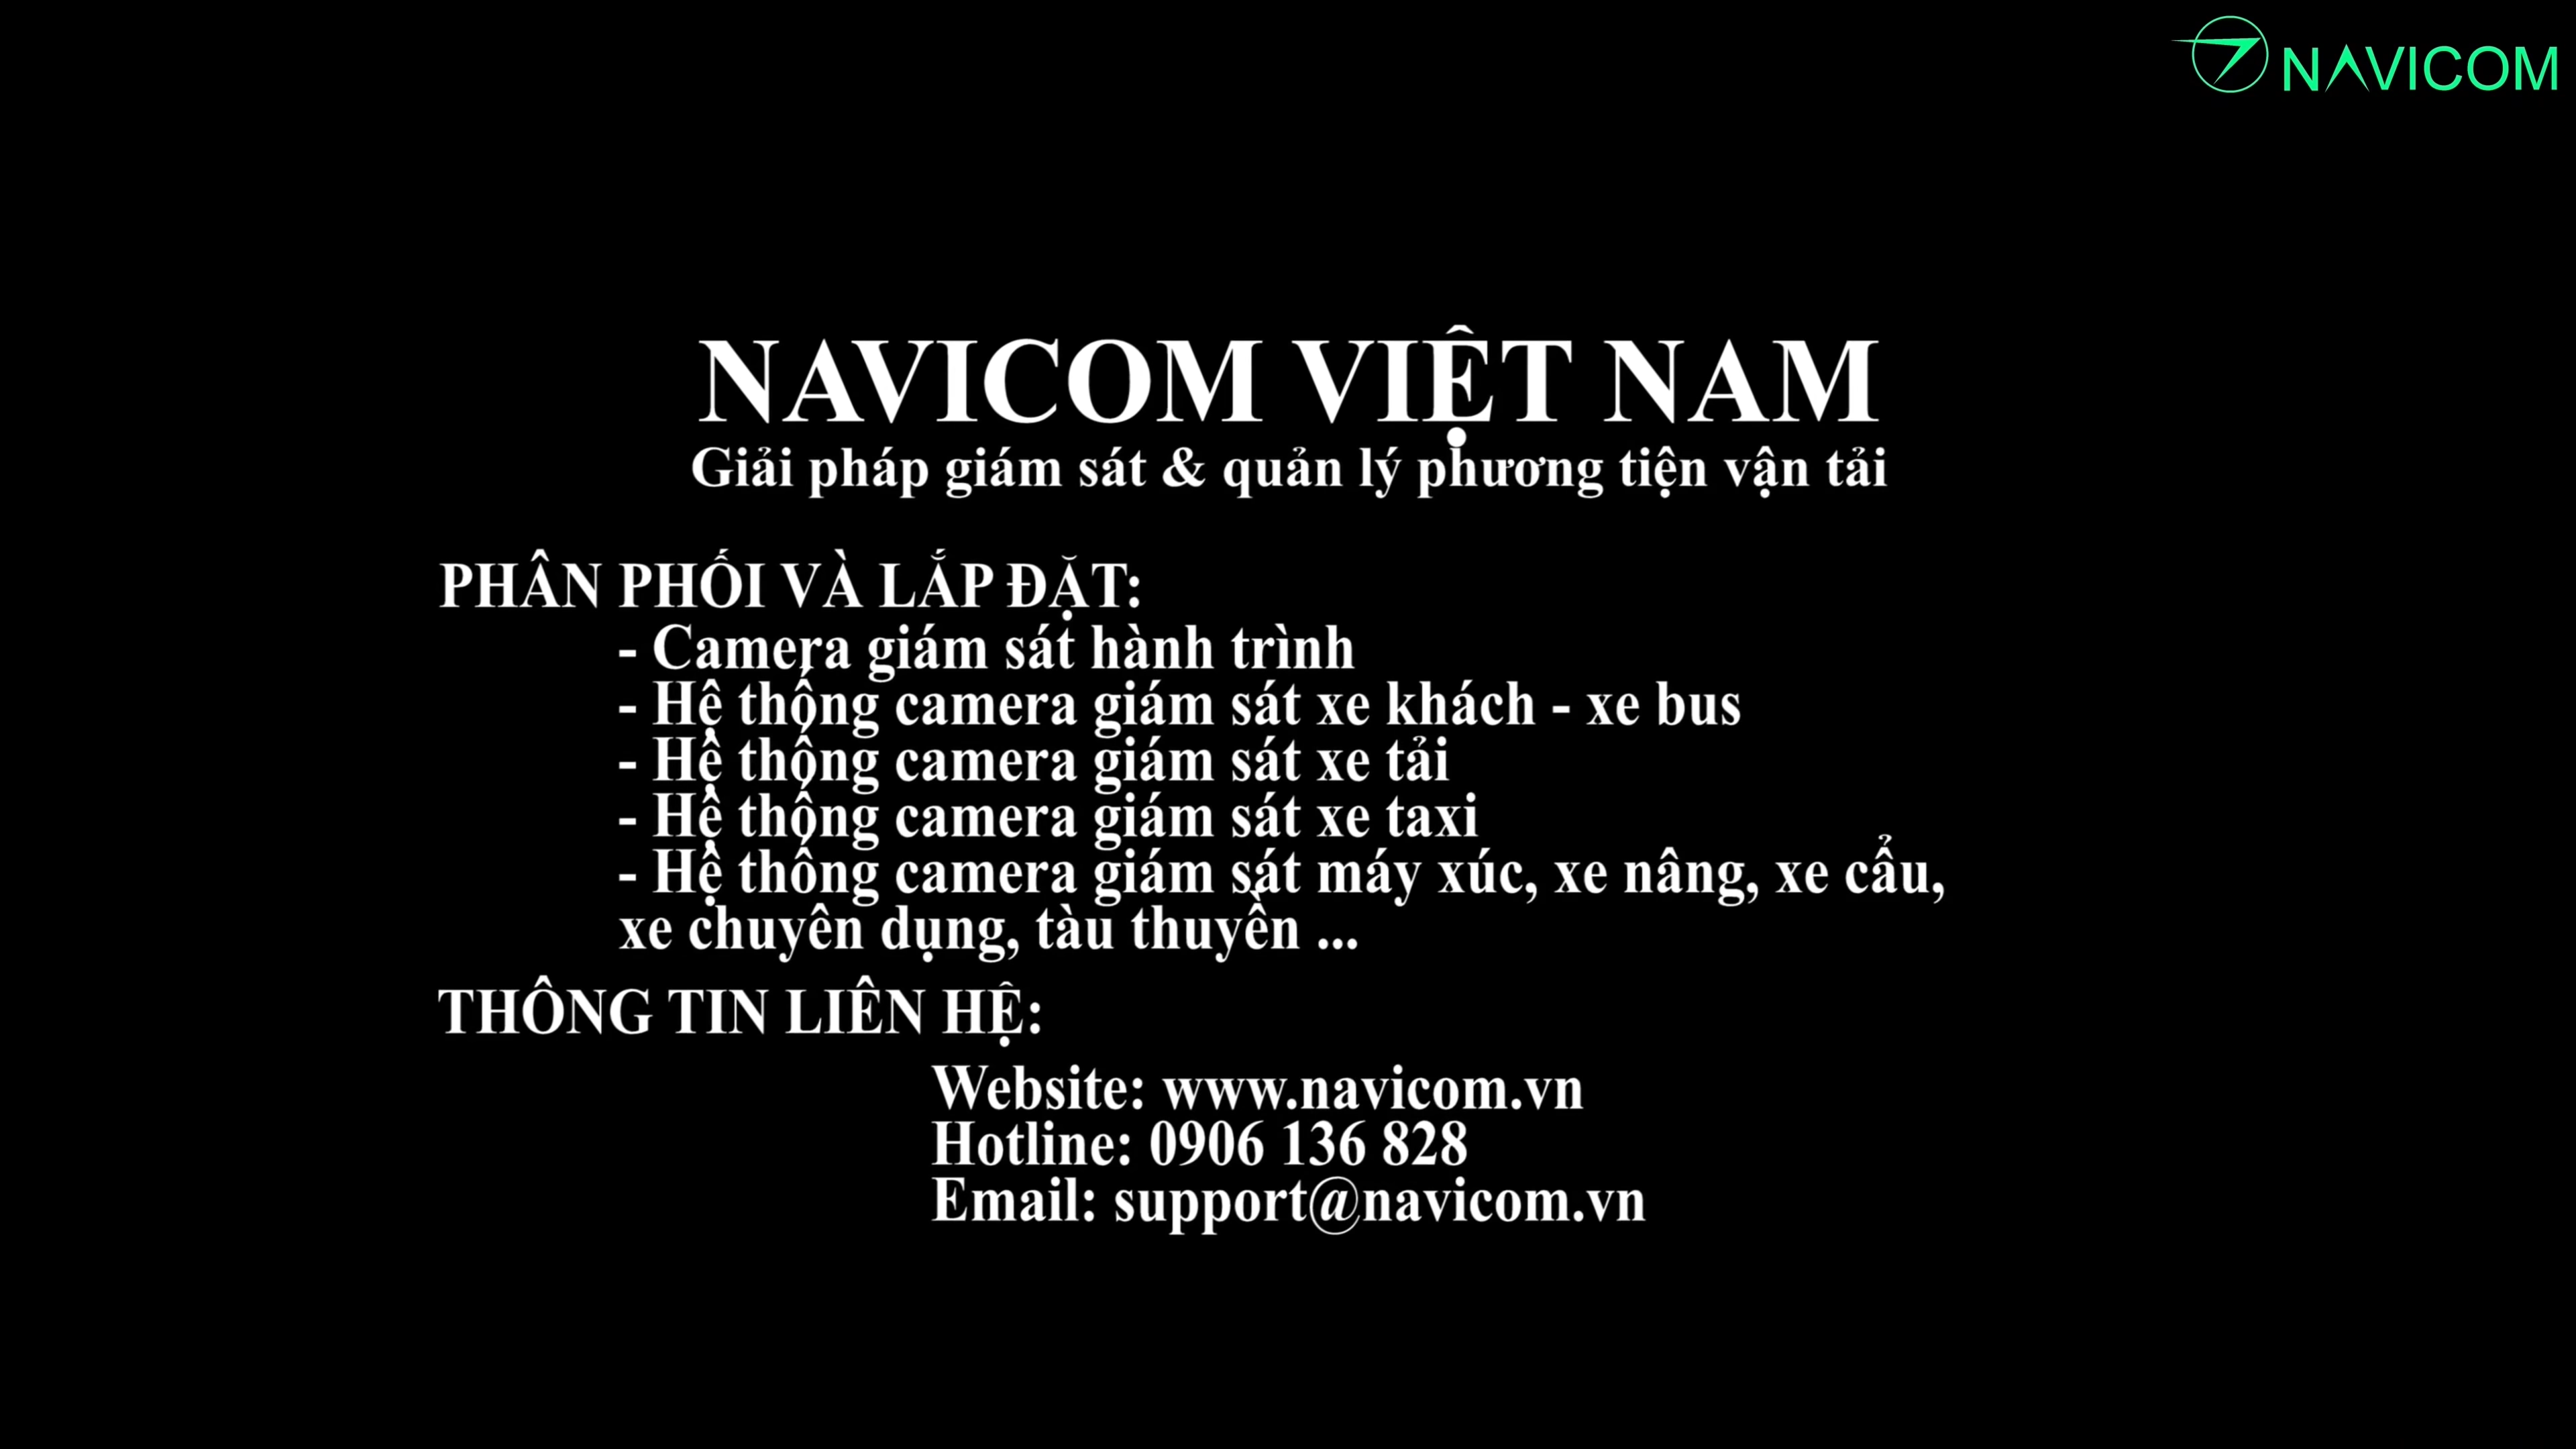 NAVICOM
NAVICOM VIỆT NAM
Giải pháp giám sát & quản lý phương tiện vận tải
PHÂN PHỐI VÀ LẮP ĐẶT:
- Camera giám sát hành trình
- Hệ thống camera giám sát xe khách - xe bus
- Hệ thống camera giám sát xe tải
- Hệ thống camera giám sát xe taxi
- Hệ thống camera giám sát máy xúc, xe nâng, xe cẩu,
xe chuyên dụng, tàu thuyền ...
THÔNG TIN LIÊN HỆ:
Website: www.navicom.vn
Hotline: 0906 136 828
Email: support@navicom.vn